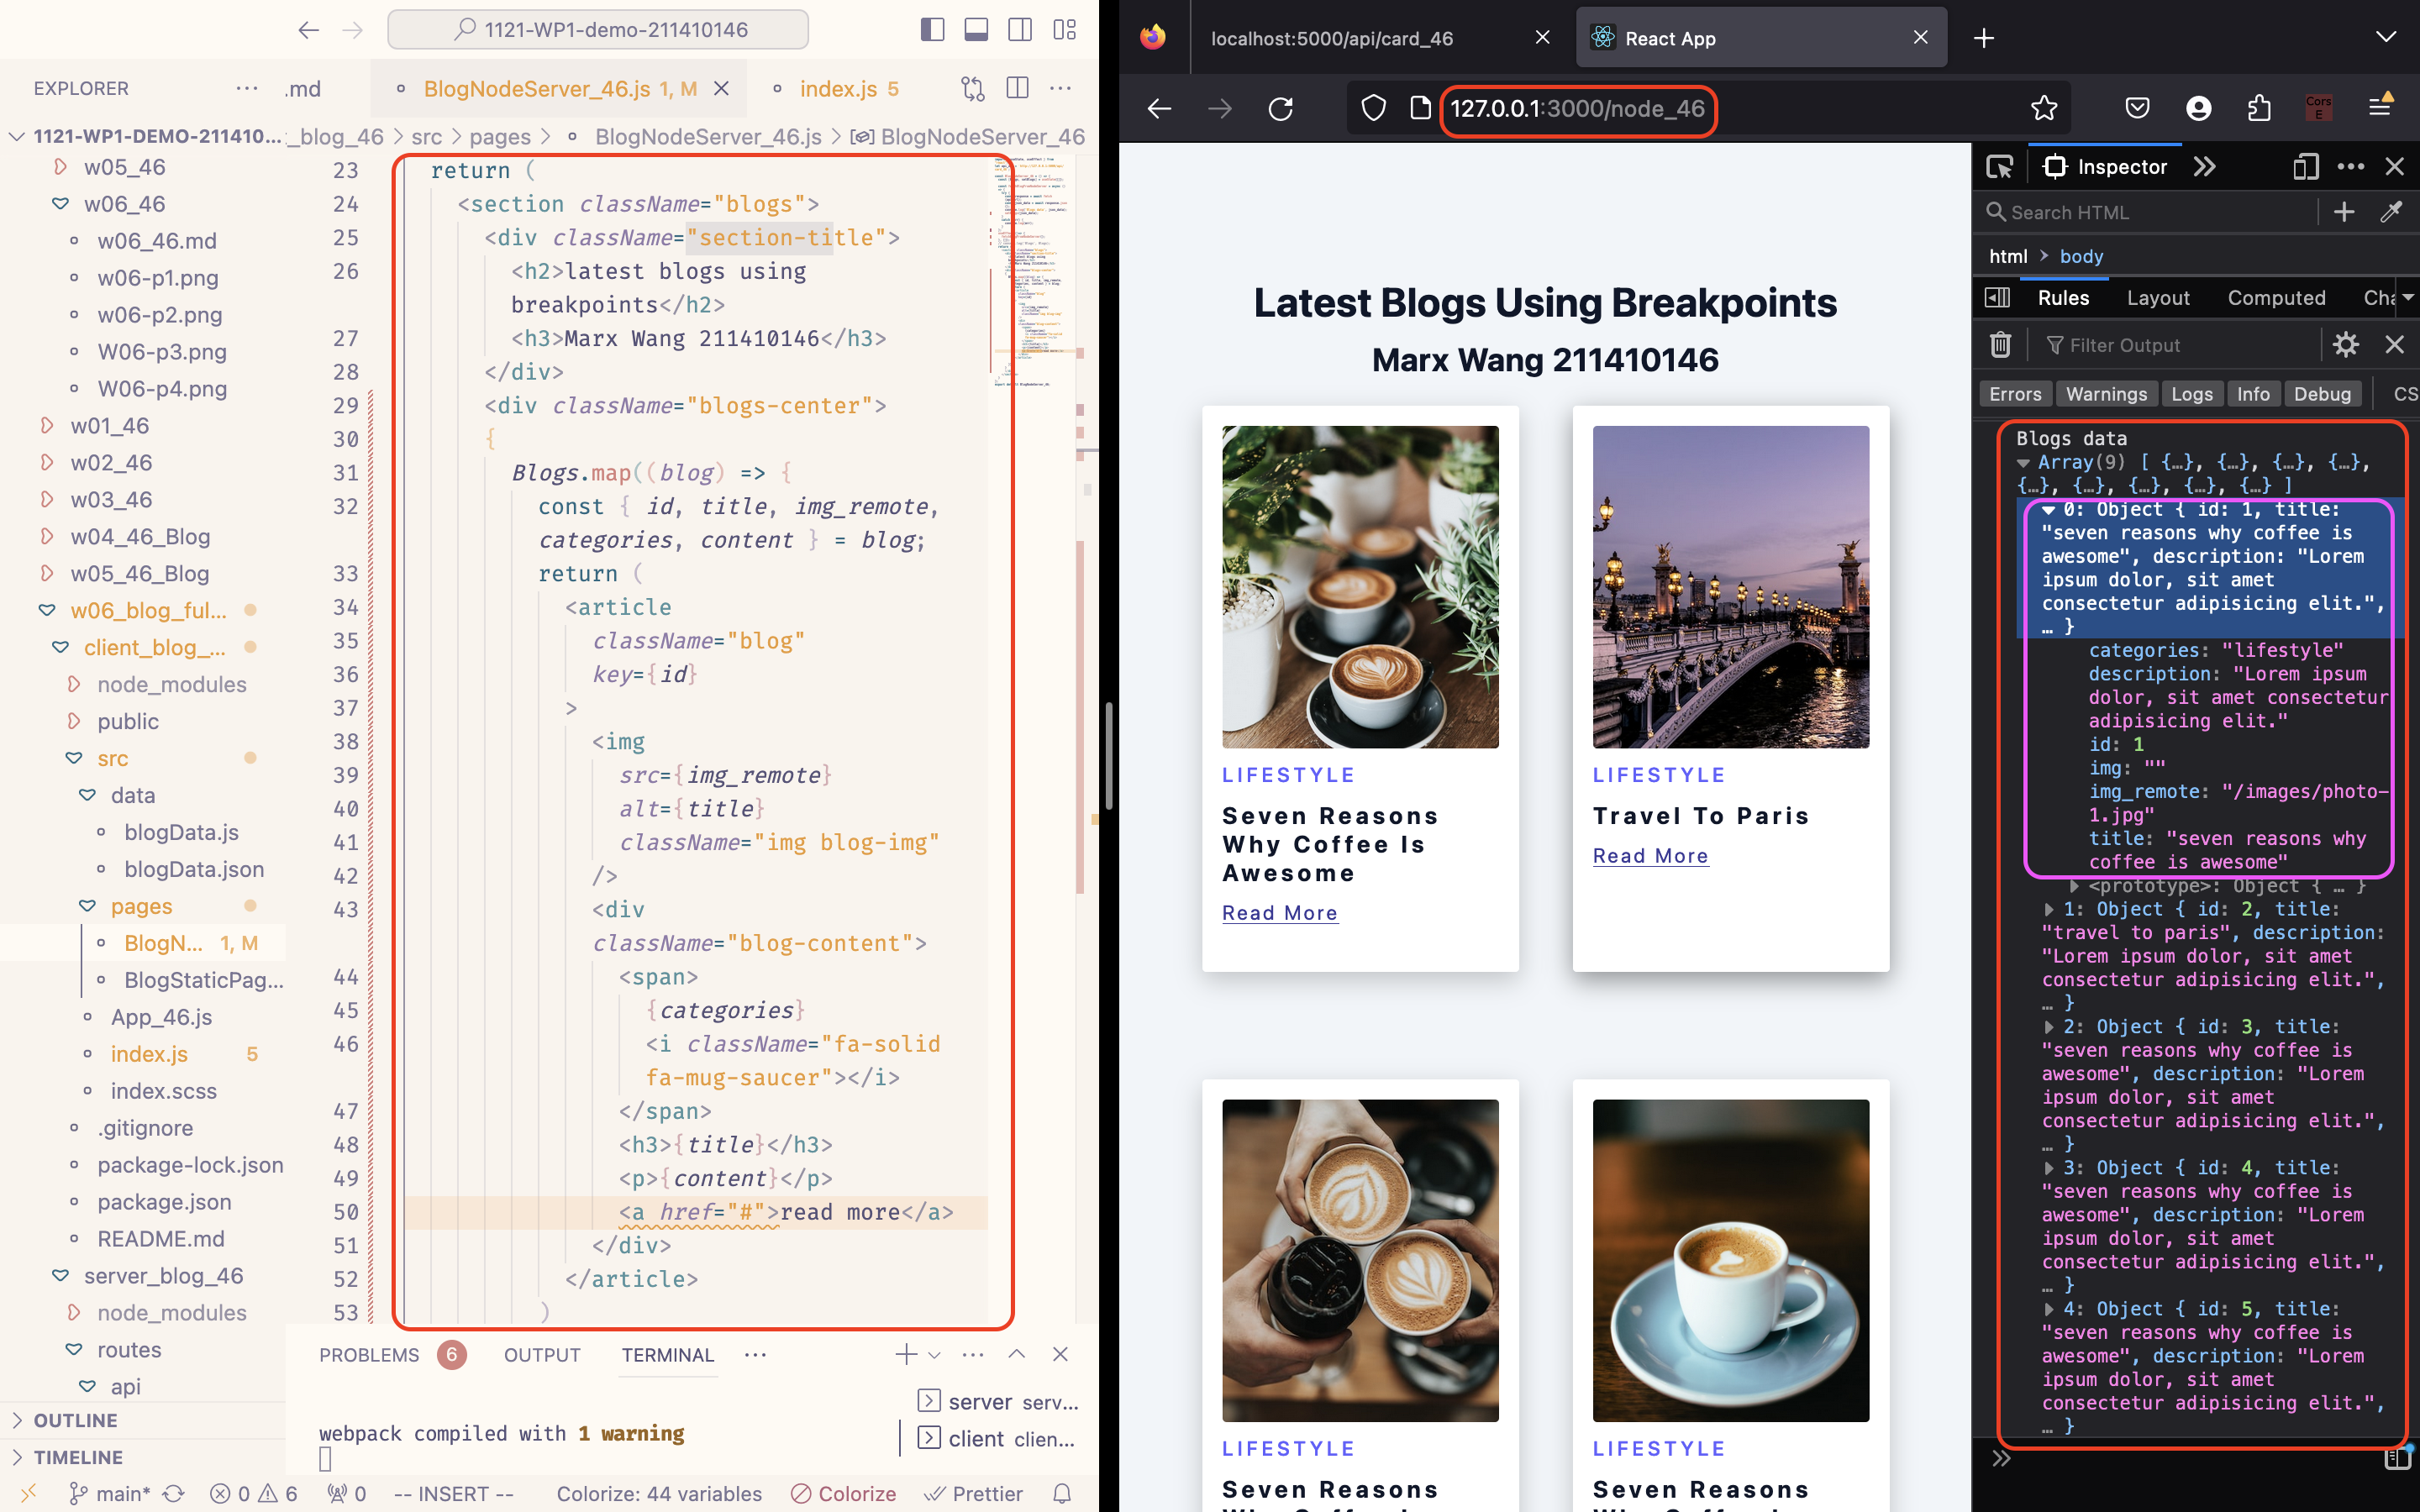 1121-WP1-demo-211410146
EXPLORER
.md
BlogNodeServer_46.js 1, M
index.js 5
1121-WP1-DEMO-211410...
_blog_46 > src > pages > BlogNodeServer_46.js > BlogNodeServer_46
w05_46
w06_46
w06_46.md
w06-p1.png
w06-p2.png
W06-p3.png
W06-p4.png
w01_46
w02_46
w03_46
w04_46_Blog
w05_46_Blog
w06_blog_ful...
client_blog_...
node_modules
public
src
data
blogData.js
blogData.json
pages
BlogN... 1, M
BlogStaticPag...
App_46.js
index.js 5
index.scss
.gitignore
package-lock.json
package.json
README.md
server_blog_46
node_modules
routes
api
OUTLINE
TIMELINE
23 return (
24 <section className="blogs">
25 <div className="section-title">
26 <h2>latest blogs using
breakpoints</h2>
27 <h3>Marx Wang 211410146</h3>
28 </div>
29 <div className="blogs-center">
30 {
31 Blogs.map((blog) => {
32 const { id, title, img_remote,
categories, content } = blog;
33 return (
34 <article
35 className="blog"
36 key={id}
37 >
38 <img
39 src={img_remote}
40 alt={title}
41 className="img blog-img"
42 />
43 <div
className="blog-content">
44 <span>
45 {categories}
46 <i className="fa-solid
fa-mug-saucer"></i>
47 </span>
48 <h3>{title}</h3>
49 <p>{content}</p>
50 <a href="#">read more</a>
51 </div>
52 </article>
53 )
PROBLEMS 6 OUTPUT TERMINAL
webpack compiled with 1 warning
server serv...
client clien...
main* 0 6 0 -- INSERT -- Colorize: 44 variables Colorize Prettier
localhost:5000/api/card_46
React App
127.0.0.1:3000/node_46
Cors
E
Latest Blogs Using Breakpoints
Marx Wang 211410146
LIFESTYLE
Seven Reasons
Why Coffee Is
Awesome
Read More
LIFESTYLE
Travel To Paris
Read More
LIFESTYLE
Seven Reasons
LIFESTYLE
Seven Reasons
Inspector
Search HTML
html > body
Rules Layout Computed Cha
Filter Output
Errors Warnings Logs Info Debug CS
Blogs data
Array(9) [ {…}, {…}, {…}, {…},
{…}, {…}, {…}, {…}, {…} ]
0: Object { id: 1, title:
"seven reasons why coffee is
awesome", description: "Lorem
ipsum dolor, sit amet
consectetur adipisicing elit.",
… }
categories: "lifestyle"
description: "Lorem ipsum
dolor, sit amet consectetur
adipisicing elit."
id: 1
img: ""
img_remote: "/images/photo-
1.jpg"
title: "seven reasons why
coffee is awesome"
<prototype>: Object { … }
1: Object { id: 2, title:
"travel to paris", description:
"Lorem ipsum dolor, sit amet
consectetur adipisicing elit.",
… }
2: Object { id: 3, title:
"seven reasons why coffee is
awesome", description: "Lorem
ipsum dolor, sit amet
consectetur adipisicing elit.",
… }
3: Object { id: 4, title:
"seven reasons why coffee is
awesome", description: "Lorem
ipsum dolor, sit amet
consectetur adipisicing elit.",
… }
4: Object { id: 5, title:
"seven reasons why coffee is
awesome", description: "Lorem
ipsum dolor, sit amet
consectetur adipisicing elit.",
… }